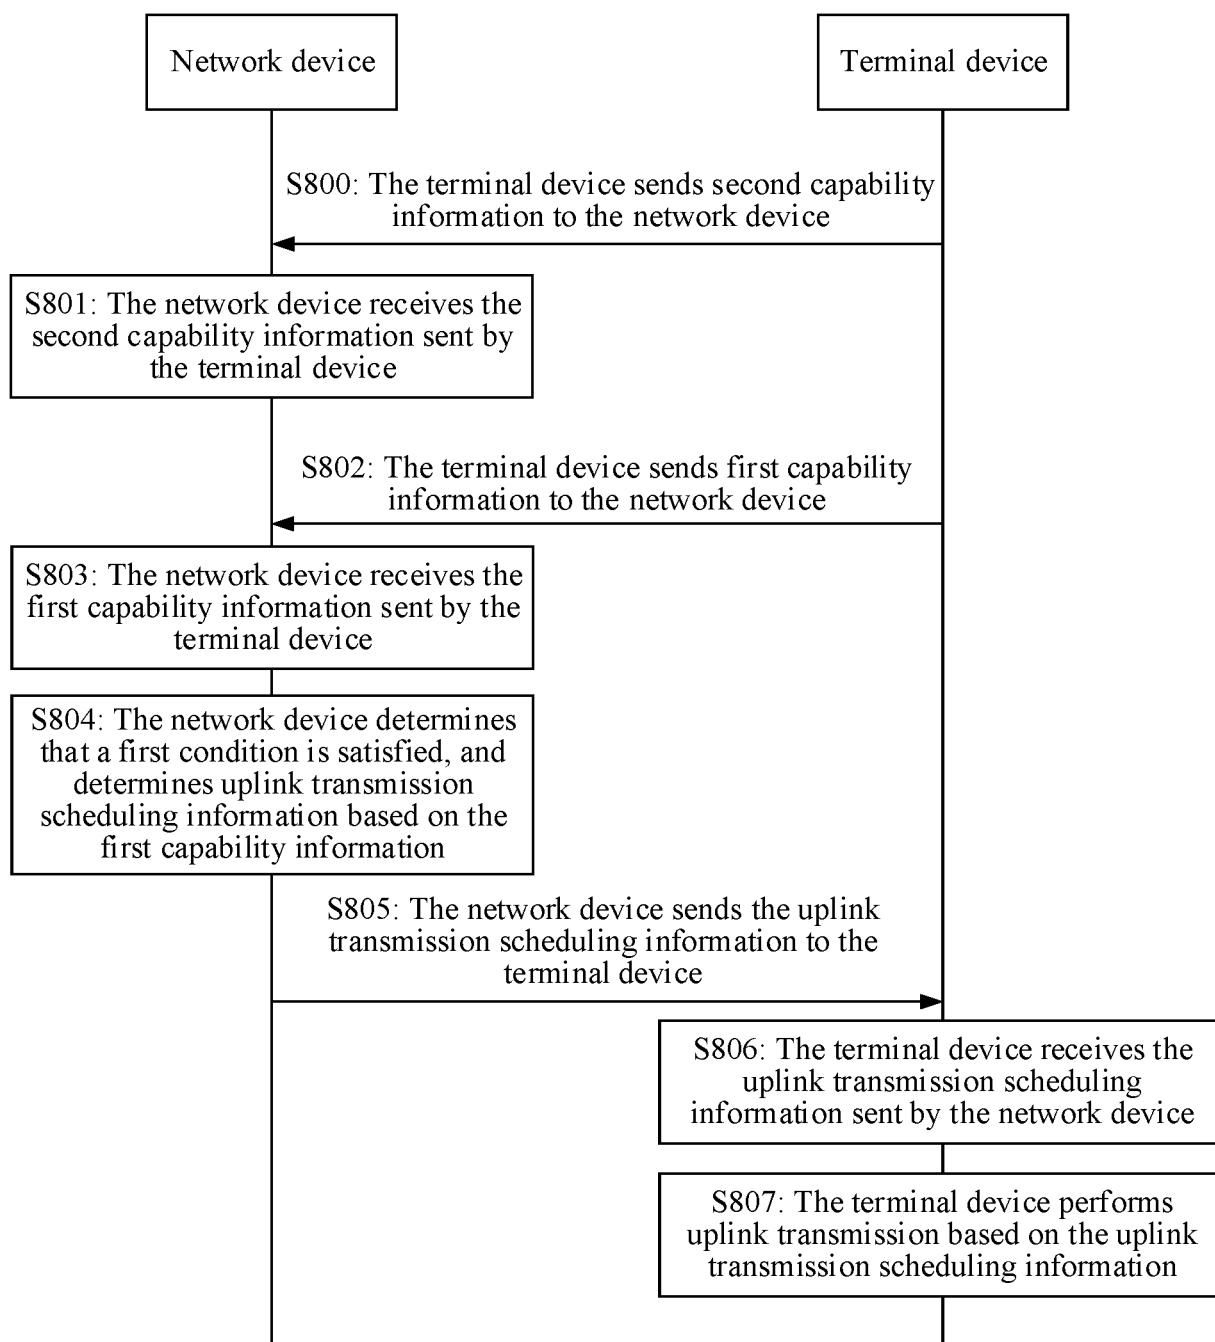 Network device
Terminal device
S800: The terminal device sends second capability
information to the network device
S801: The network device receives the
second capability information sent by
the terminal device
S802: The terminal device sends first capability
information to the network device
S803: The network device receives the
first capability information sent by the
terminal device
S804: The network device determines
that a first condition is satisfied, and
determines uplink transmission
scheduling information based on the
first capability information
S805: The network device sends the uplink
transmission scheduling information to the
terminal device
S806: The terminal device receives the
uplink transmission scheduling
information sent by the network device
S807: The terminal device performs
uplink transmission based on the uplink
transmission scheduling information